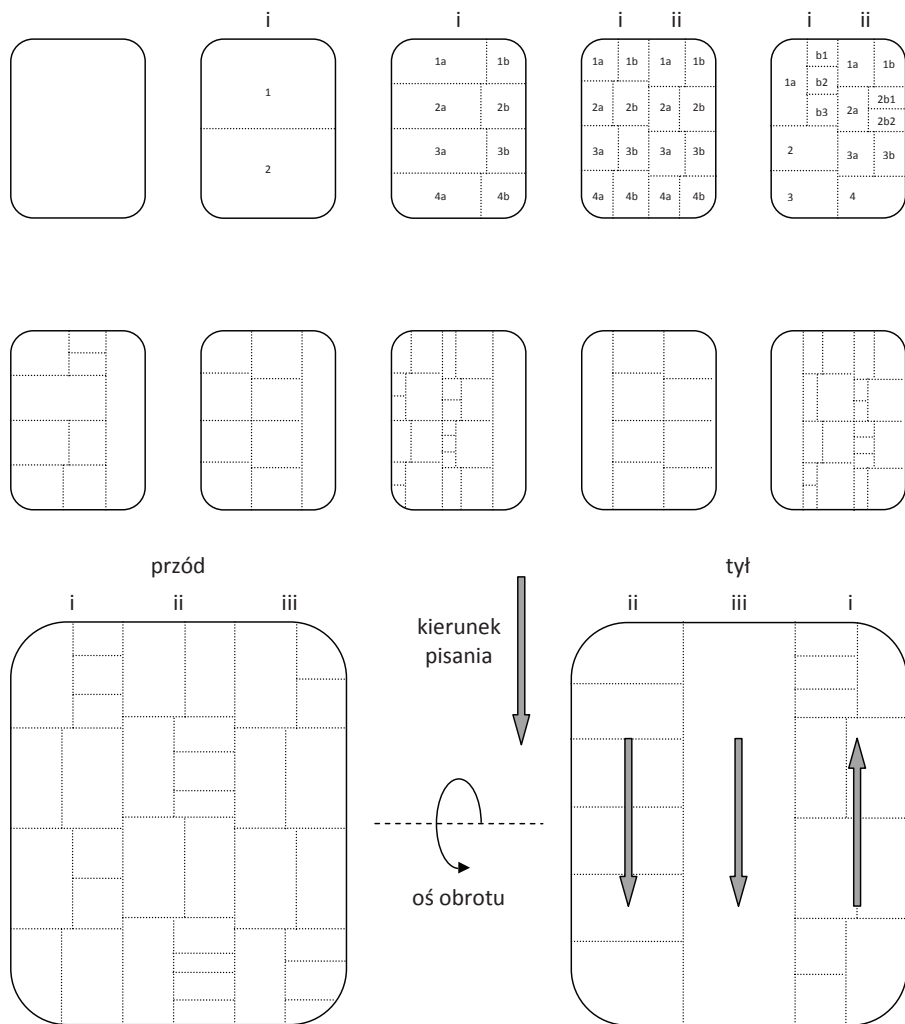 i i i ii i ii
1 1a 1b 1a 1b 1a 1b 1a b1 1a 1b
b2
2a 2b 2a 2b 2a 2b b3 2a 2b1
2b2
2 3a 3b 3a 3b 3a 3b 2 3a 3b
4a 4b 4a 4b 4a 4b 3 4
przód tył
i ii iii ii iii i
kierunek
pisania
oś obrotu